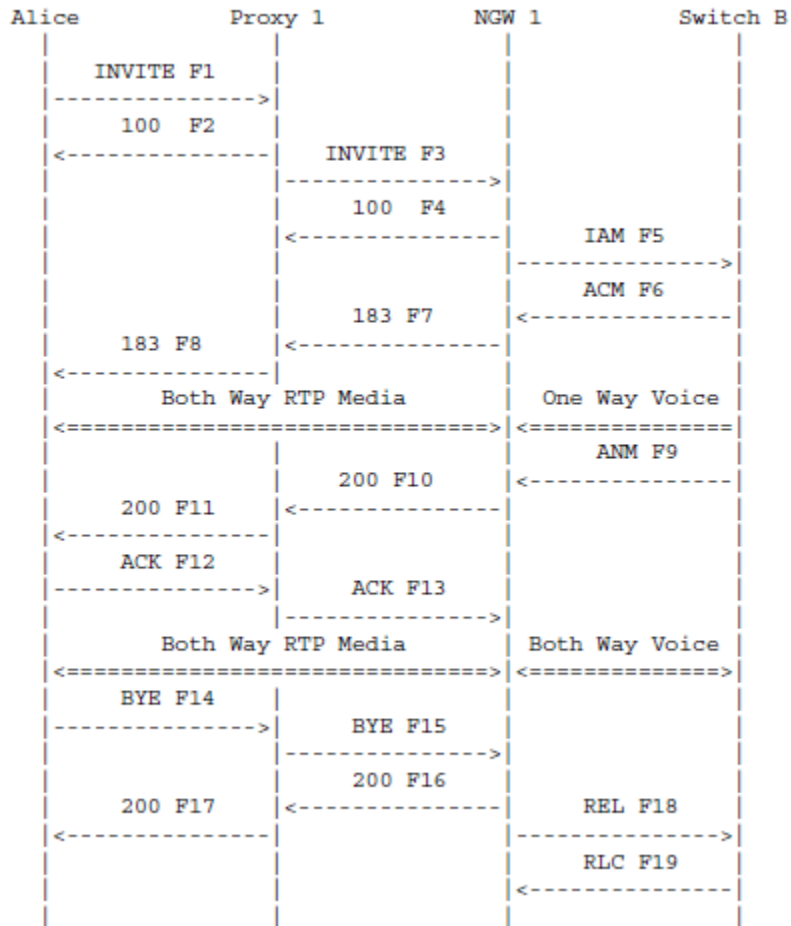 Alice Proxy 1 NGW 1 Switch B
INVITE F1
100 F2
INVITE F3
100 F4
IAM F5
ACM F6
183 F7
183 F8
Both Way RTP Media One Way Voice
ANM F9
200 F10
200 F11
ACK F12
ACK F13
Both Way RTP Media Both Way Voice
BYE F14
BYE F15
200 F16
200 F17 REL F18
RLC F19